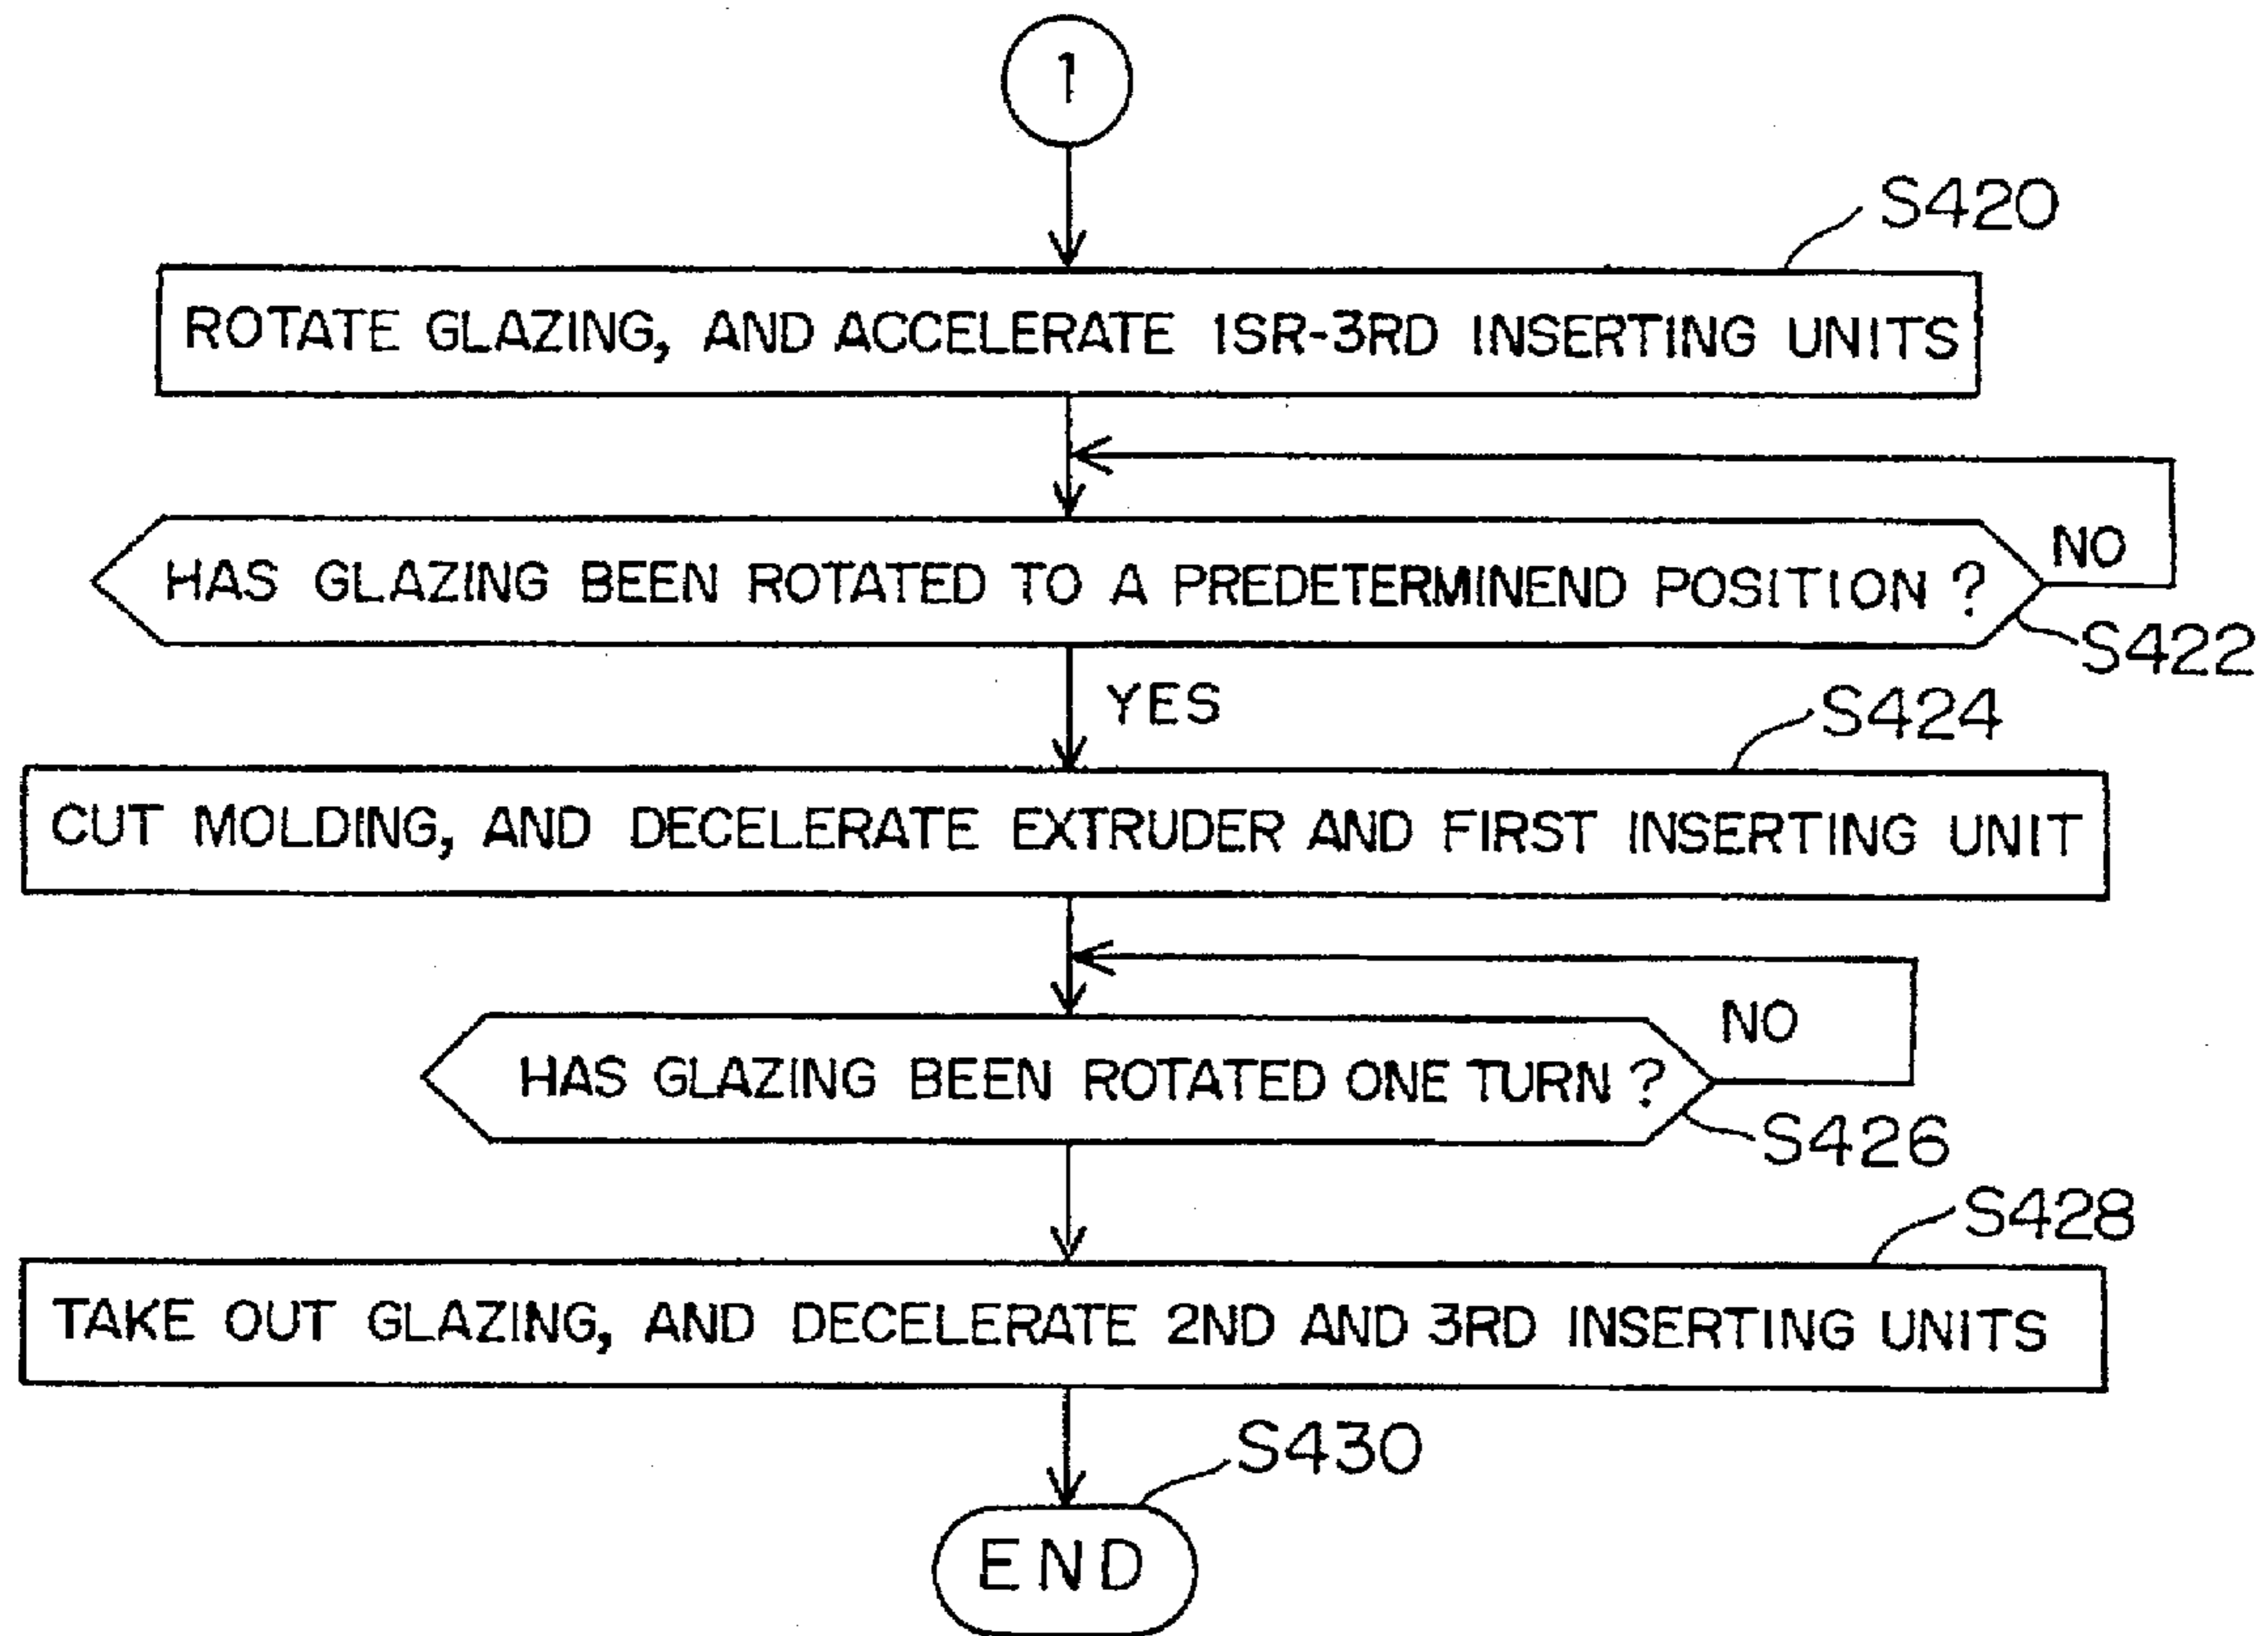 1
S420
ROTATE GLAZING, AND ACCELERATE 1SR-3RD INSERTING UNITS
NO
HAS GLAZING BEEN ROTATED TO A PREDETERMINEND POSITION ?
S422
YES
S424
CUT MOLDING, AND DECELERATE EXTRUDER AND FIRST INSERTING UNIT
NO
HAS GLAZING BEEN ROTATED ONE TURN ?
S426
S428
TAKE OUT GLAZING, AND DECELERATE 2ND AND 3RD INSERTING UNITS
S430
END